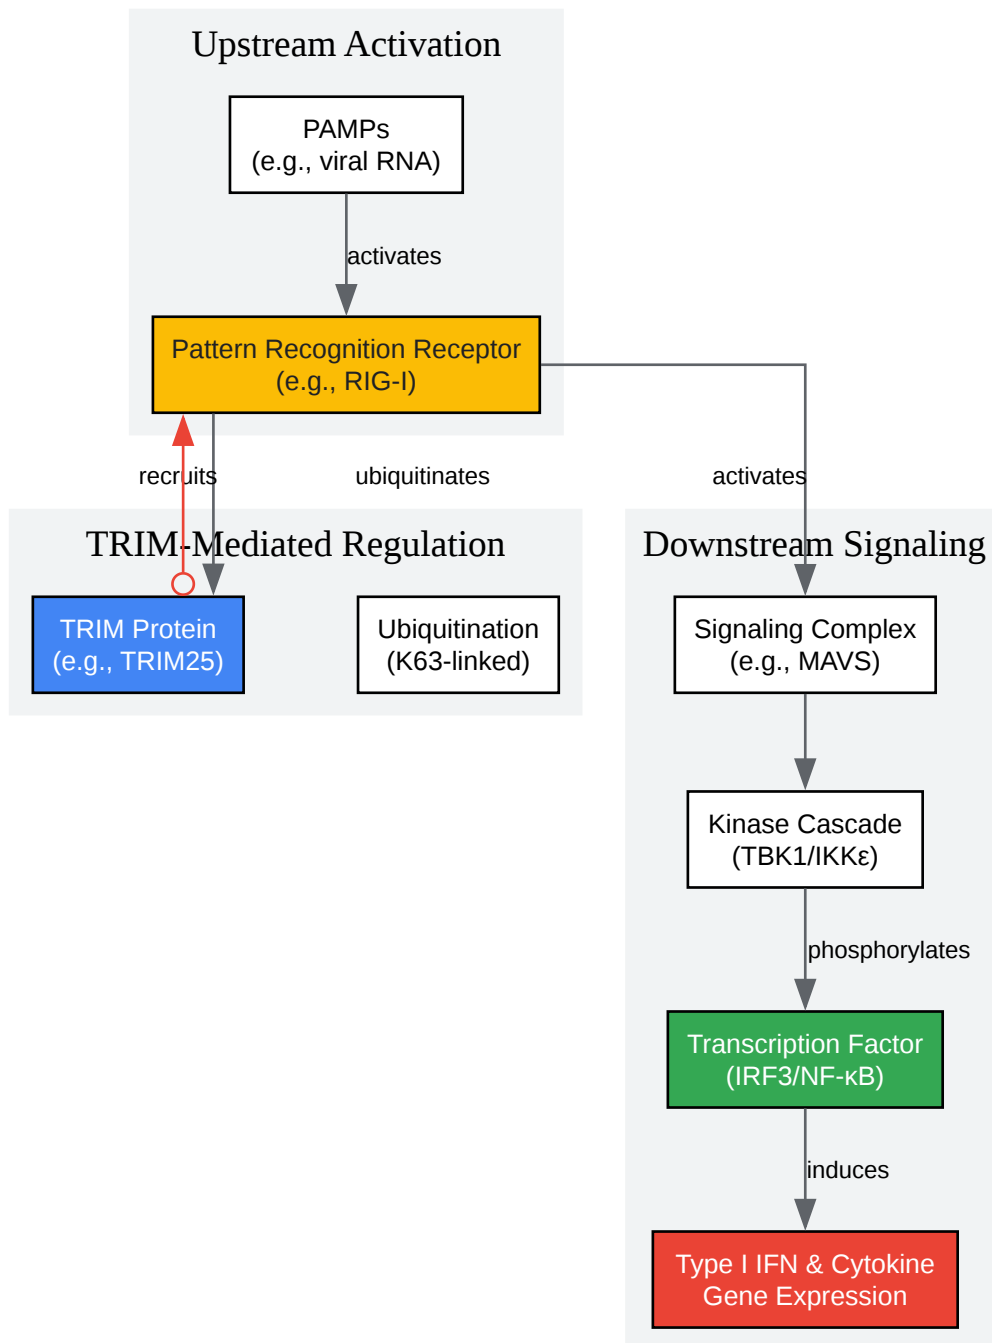 Upstream Activation
PAMPs
(e.g., viral RNA)
activates
Pattern Recognition Receptor
(e.g., RIG-I)
recruits
ubiquitinates
activates
TRIM-Mediated Regulation
TRIM Protein
(e.g., TRIM25)
Ubiquitination
(K63-linked)
Downstream Signaling
Signaling Complex
(e.g., MAVS)
Kinase Cascade
(TBK1/IKKε)
phosphorylates
Transcription Factor
(IRF3/NF-κB)
induces
Type I IFN & Cytokine
Gene Expression